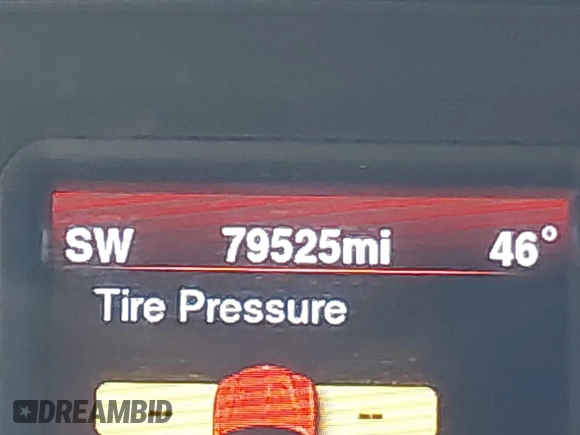 SW 79525mi 46°
Tire Pressure
-- --
DREAMBID